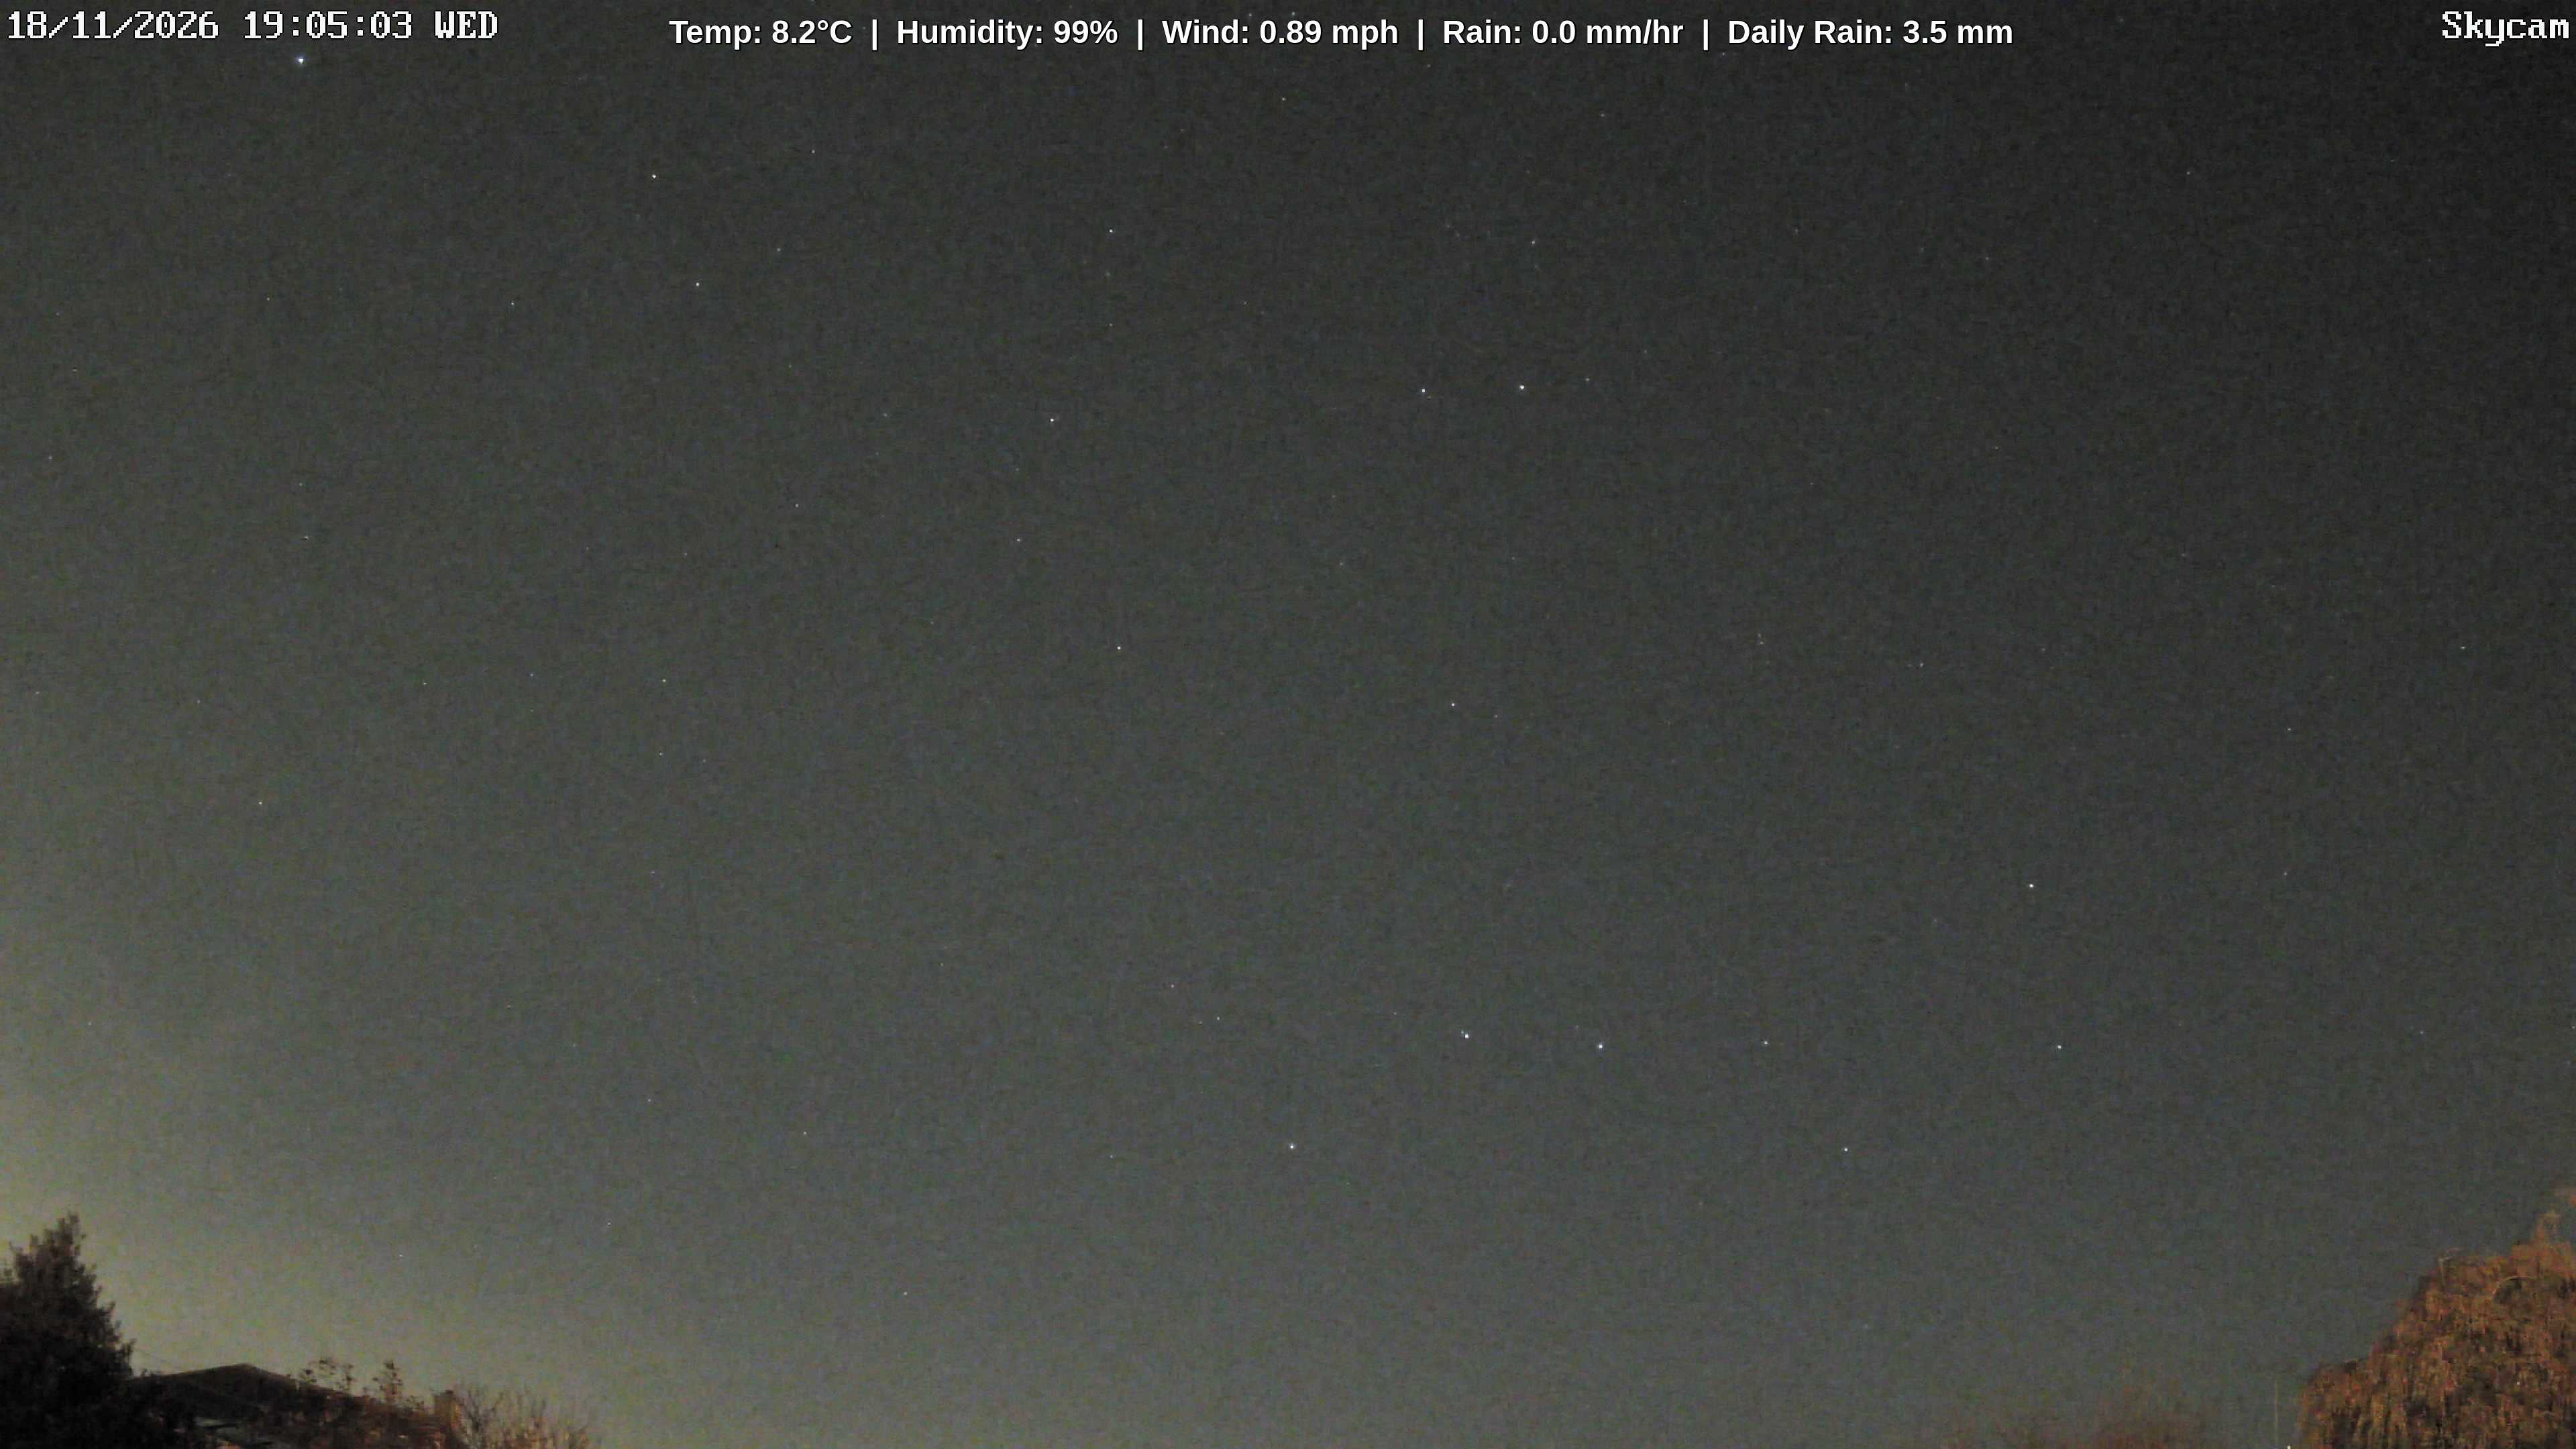 18/11/2026 19:05:03 WED
Temp: 8.2°C | Humidity: 99% | Wind: 0.89 mph | Rain: 0.0 mm/hr | Daily Rain: 3.5 mm
Skycam